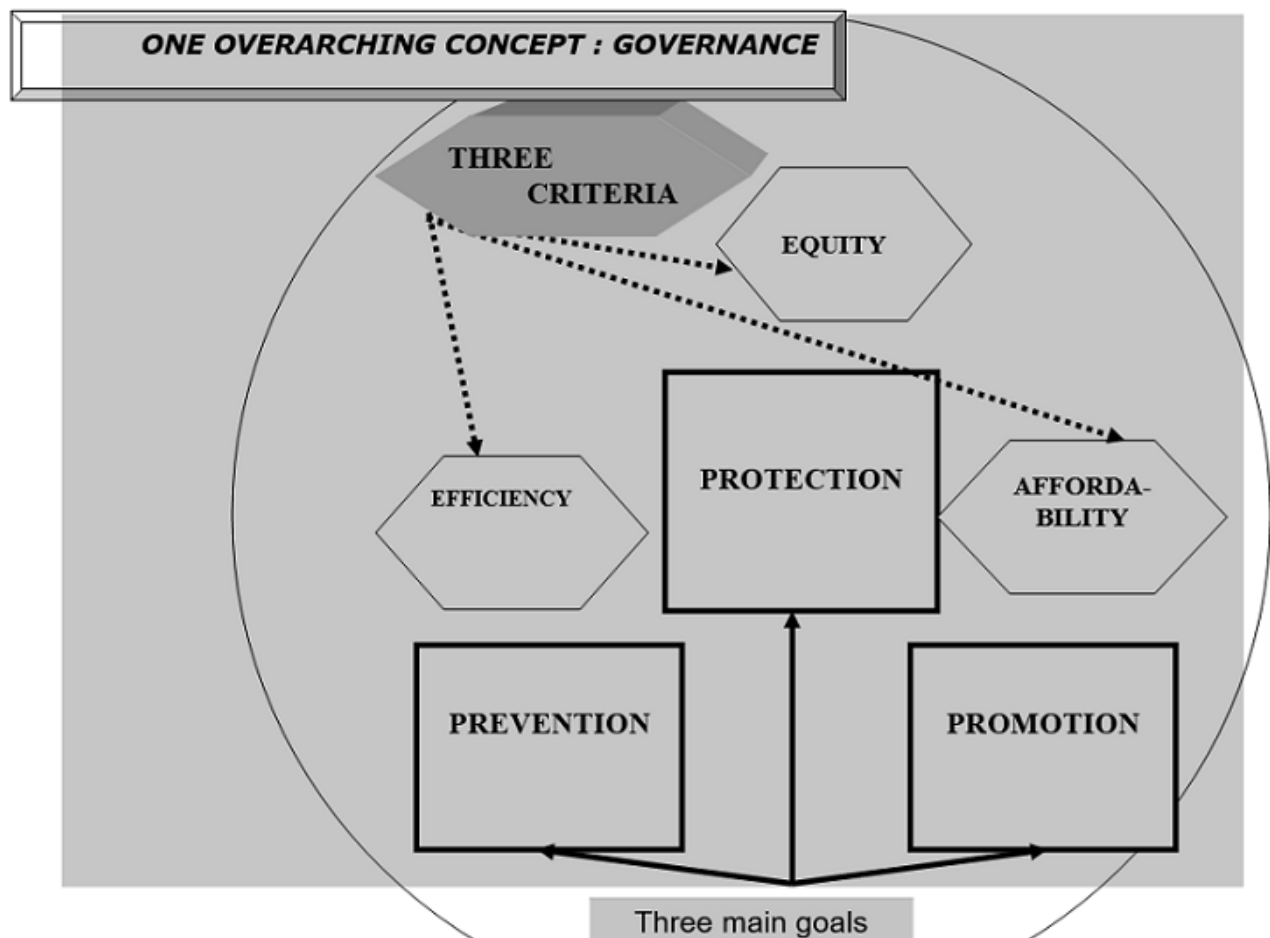 ONE OVERARCHING CONCEPT : GOVERNANCE
THREE
CRITERIA
EQUITY
PROTECTION
AFFORDA-
BILITY
EFFICIENCY
PREVENTION
PROMOTION
Three main goals